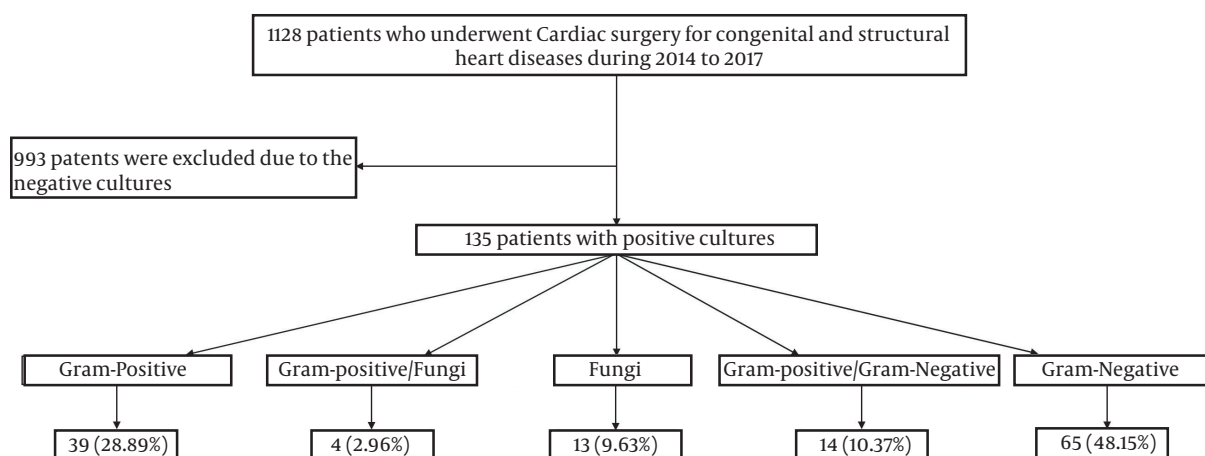 1128 patients who underwent Cardiac surgery for congenital and structural
heart diseases during 2014 to 2017
993 patents were excluded due to the
negative cultures
135 patients with positive cultures
Gram-Positive
Gram-positive/Fungi
Fungi
Gram-positive/Gram-Negative
Gram-Negative
39 (28.89%)
4 (2.96%)
13 (9.63%)
14 (10.37%)
65 (48.15%)